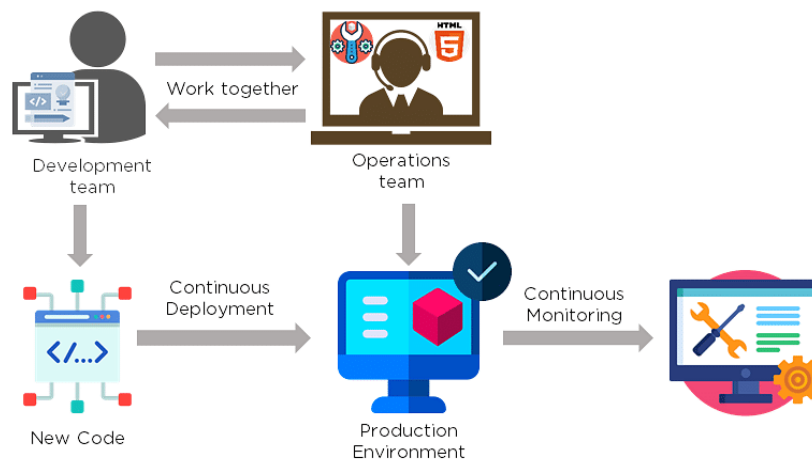 HTML
5
Work together
Development
team
Operations
team
</>
Continuous
Deployment
Continuous
Monitoring
</...>
New Code
Production
Environment